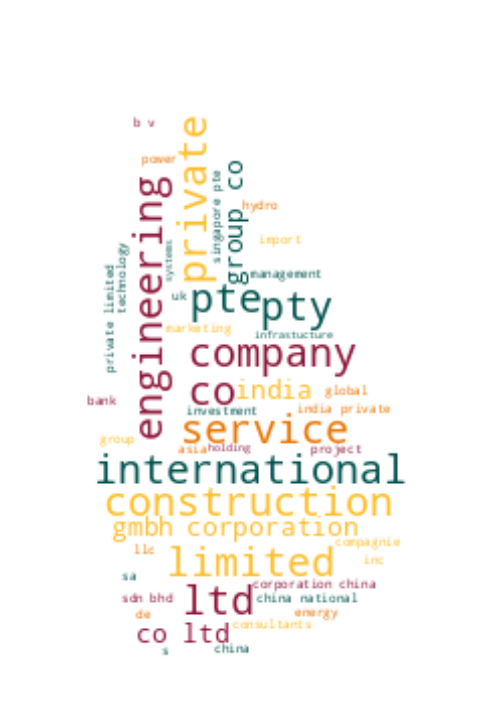 b v
private
power
engineering
group co
singapore pte
hydro
import
systems
technology
private limited
management
uk
pte
pty
marketing
infrastucture
company
co
india
global
bank
investment
india private
service
group
asia
holding
project
international
construction
gmbh corporation
compagnie
llc
limited
inc
sa
corporation china
ltd
sdn bhd
china national
de
energy
consultants
co ltd
s
china